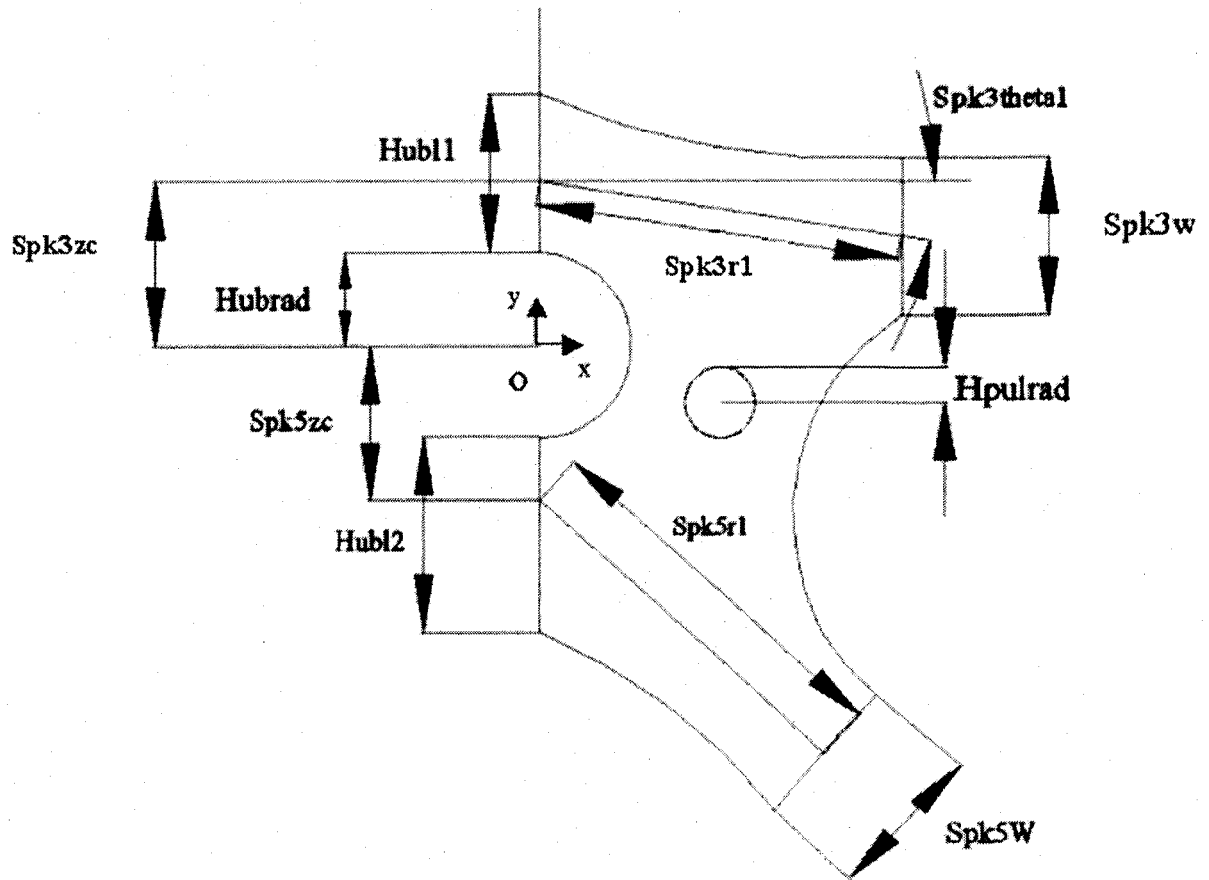 Spk3theta1
Hubl1
Spk3w
Spk3zc
Spk3r1
Hubrad
y
x
O
Hpulrad
Spk5zc
Spk5r1
Hubl2
Spk5W